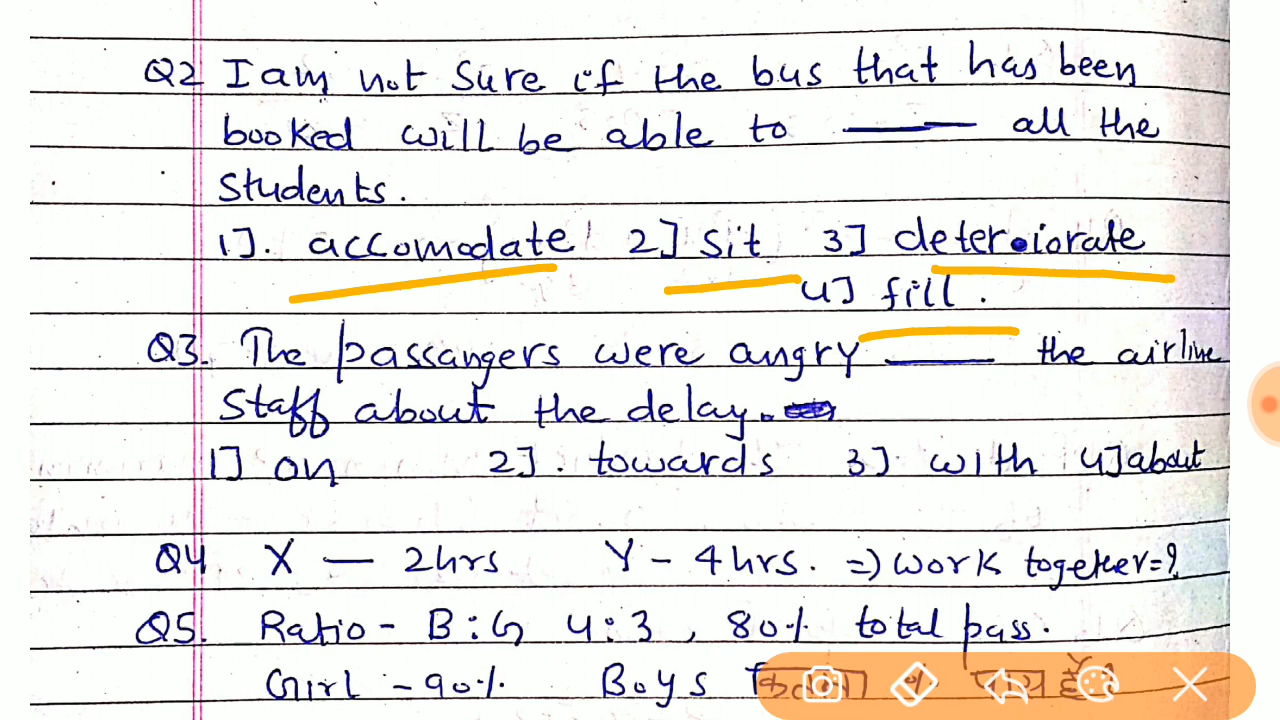 Q2 I am not sure if the bus that has been
booked will be able to ——— all the
students.
1]. accomodate 2] sit 3] deteriorate
4] fill.
Q3. The passangers were angry ——— the airline
staff about the delay.
1] on 2]. towards 3] with 4] about
Q4 X — 2hrs Y - 4hrs. => work together=?
Q5. Ratio - B:G 4:3, 80% total pass.
Girl - 90%. Boys